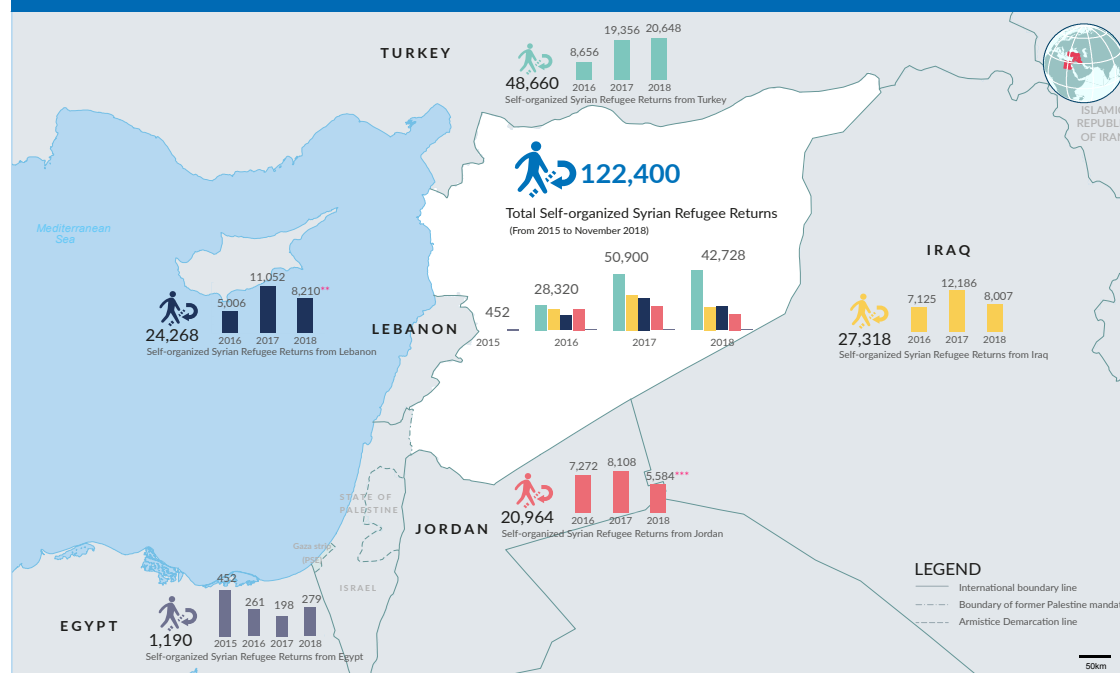 TURKEY
8,656
19,356
20,648
48,660
2016
2017
2018
Self-organized Syrian Refugee Returns from Turkey
ISLAMIC
REPUBLI
OF IRAN
122,400
Total Self-organized Syrian Refugee Returns
(From 2015 to November 2018)
452
28,320
50,900
42,728
2015
2016
2017
2018
Mediterranean
Sea
5,006
11,052
8,210**
24,268
2016
2017
2018
Self-organized Syrian Refugee Returns from Lebanon
LEBANON
IRAQ
7,125
12,186
8,007
27,318
2016
2017
2018
Self-organized Syrian Refugee Returns from Iraq
JORDAN
7,272
8,108
5,584***
20,964
2016
2017
2018
Self-organized Syrian Refugee Returns from Jordan
STATE OF
PALESTINE
Gaza strip
ISRAEL
EGYPT
452
261
198
279
1,190
2015
2016
2017
2018
Self-organized Syrian Refugee Returns from Egypt
LEGEND
International boundary line
Boundary of former Palestine mandat
Armistice Demarcation line
50km